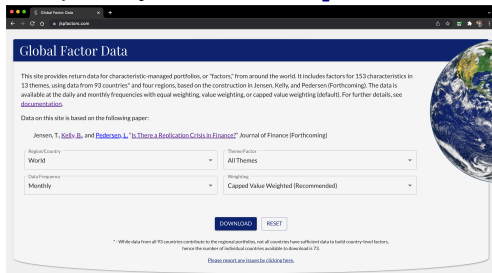 Global Factor Data
jkpfactors.com
Global Factor Data
This site provides return data for characteristic-managed portfolios, or "factors," from around the world. It includes factors for 153 characteristics in
13 themes, using data from 93 countries* and four regions, based on the construction in Jensen, Kelly, and Pedersen (Forthcoming). The data is
available at the daily and monthly frequencies with equal weighting, value weighting, or capped value weighting (default). For further details, see
documentation.
Data on this site is based on the following paper:
Jensen, T., Kelly, B., and Pedersen, L. "Is There a Replication Crisis in Finance?" Journal of Finance (Forthcoming)
Region/Country
World
Theme/Factor
All Themes
Data Frequency
Monthly
Weighting
Capped Value Weighted (Recommended)
DOWNLOAD RESET
* - While data from all 93 countries contribute to the regional portfolios, not all countries have sufficient data to build country-level factors,
hence the number of individual countries available to download is 73.
Please report any issues by clicking here.